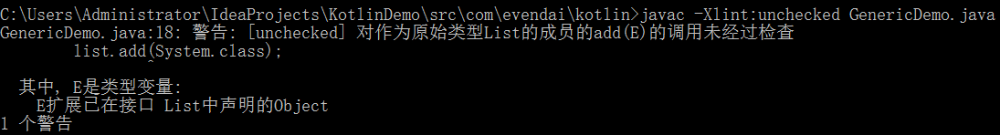 C:\Users\Administrator\IdeaProjects\KotlinDemo\src\com\evendai\kotlin>javac -Xlint:unchecked GenericDemo.java
GenericDemo.java:18: 警告: [unchecked] 对作为原始类型List的成员的add(E)的调用未经过检查
        list.add(System.class);
                ^
  其中, E是类型变量:
    E扩展已在接口 List中声明的Object
1 个警告